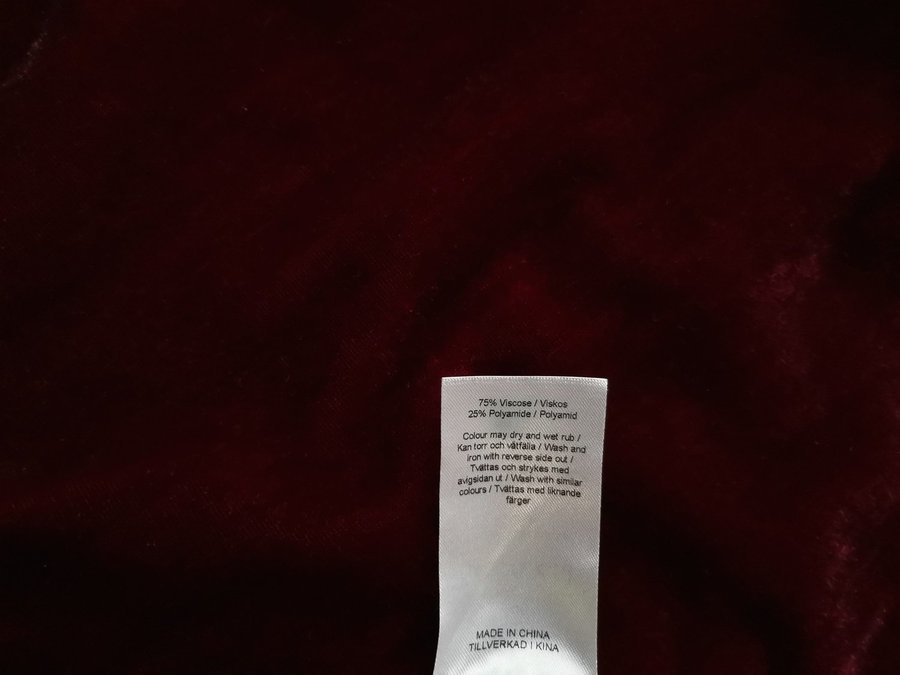 75% Viscose / Viskos
25% Polyamide / Polyamid
Colour may dry and wet rub /
Kan torr och våtfälla / Wash and
iron with reverse side out /
Tvättas och strykes med
avigsidan ut / Wash with similar
colours / Tvättas med liknande
färger
MADE IN CHINA
TILLVERKAD I KINA